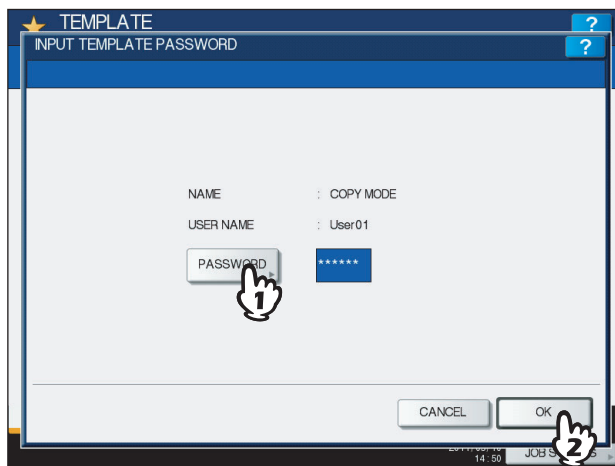 TEMPLATE
?
INPUT TEMPLATE PASSWORD
?
NAME : COPY MODE
USER NAME : User01
PASSWORD ******
1
CANCEL OK
2
14:50 JOB